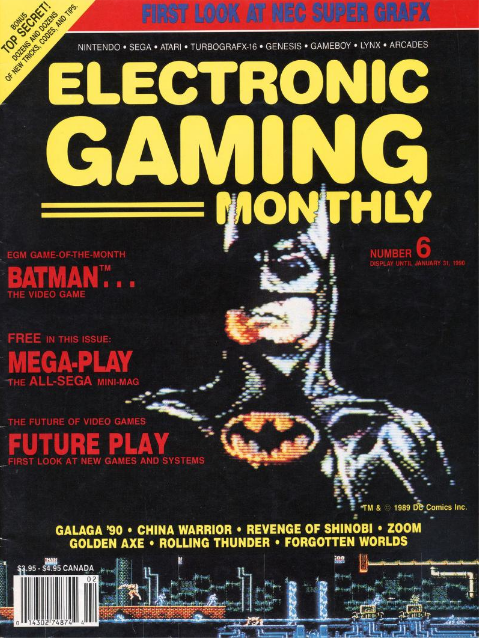 BONUS
TOP SECRET!
DOZENS AND DOZENS
OF NEW TRICKS, CODES, AND TIPS.
FIRST LOOK AT NEC SUPER GRAFX
NINTENDO • SEGA • ATARI • TURBOGRAFX-16 • GENESIS • GAMEBOY • LYNX • ARCADES
ELECTRONIC
GAMING
MONTHLY
NUMBER 6
DISPLAY UNTIL JANUARY 31, 1990
EGM GAME-OF-THE-MONTH
BATMAN™...
THE VIDEO GAME
FREE IN THIS ISSUE:
MEGA-PLAY
THE ALL-SEGA MINI-MAG
THE FUTURE OF VIDEO GAMES
FUTURE PLAY
FIRST LOOK AT NEW GAMES AND SYSTEMS
TM & © 1989 DC Comics Inc.
GALAGA '90 • CHINA WARRIOR • REVENGE OF SHINOBI • ZOOM
GOLDEN AXE • ROLLING THUNDER • FORGOTTEN WORLDS
$3.95 - $4.95 CANADA
02